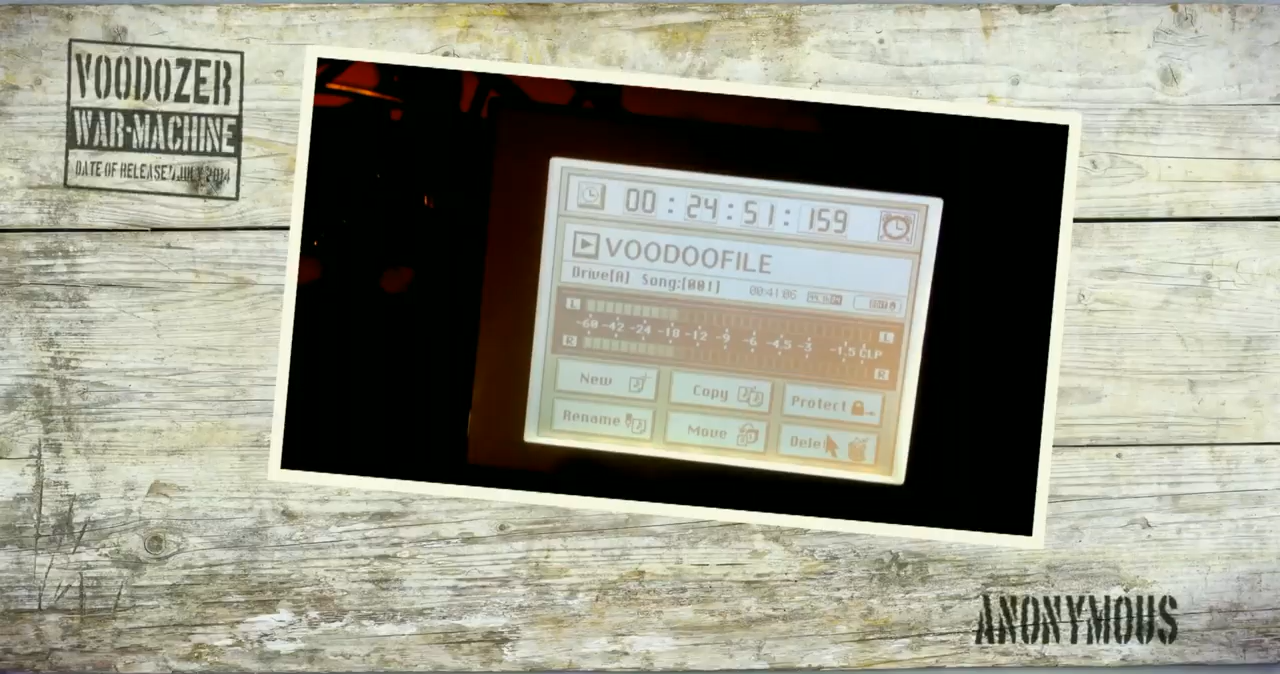 VOODOZER
WAR-MACHINE
DATE OF RELEASE: JULY 2014
00:24:51:159
VOODOOFILE
Drive[A] Song:[001]
00:41:06
L
L
-60 -42 -24 -18 -12 -9 -6 -4.5 -3 -1.5 CLP
R
R
New Copy Protect
Rename Move Dele
ANONYMOUS